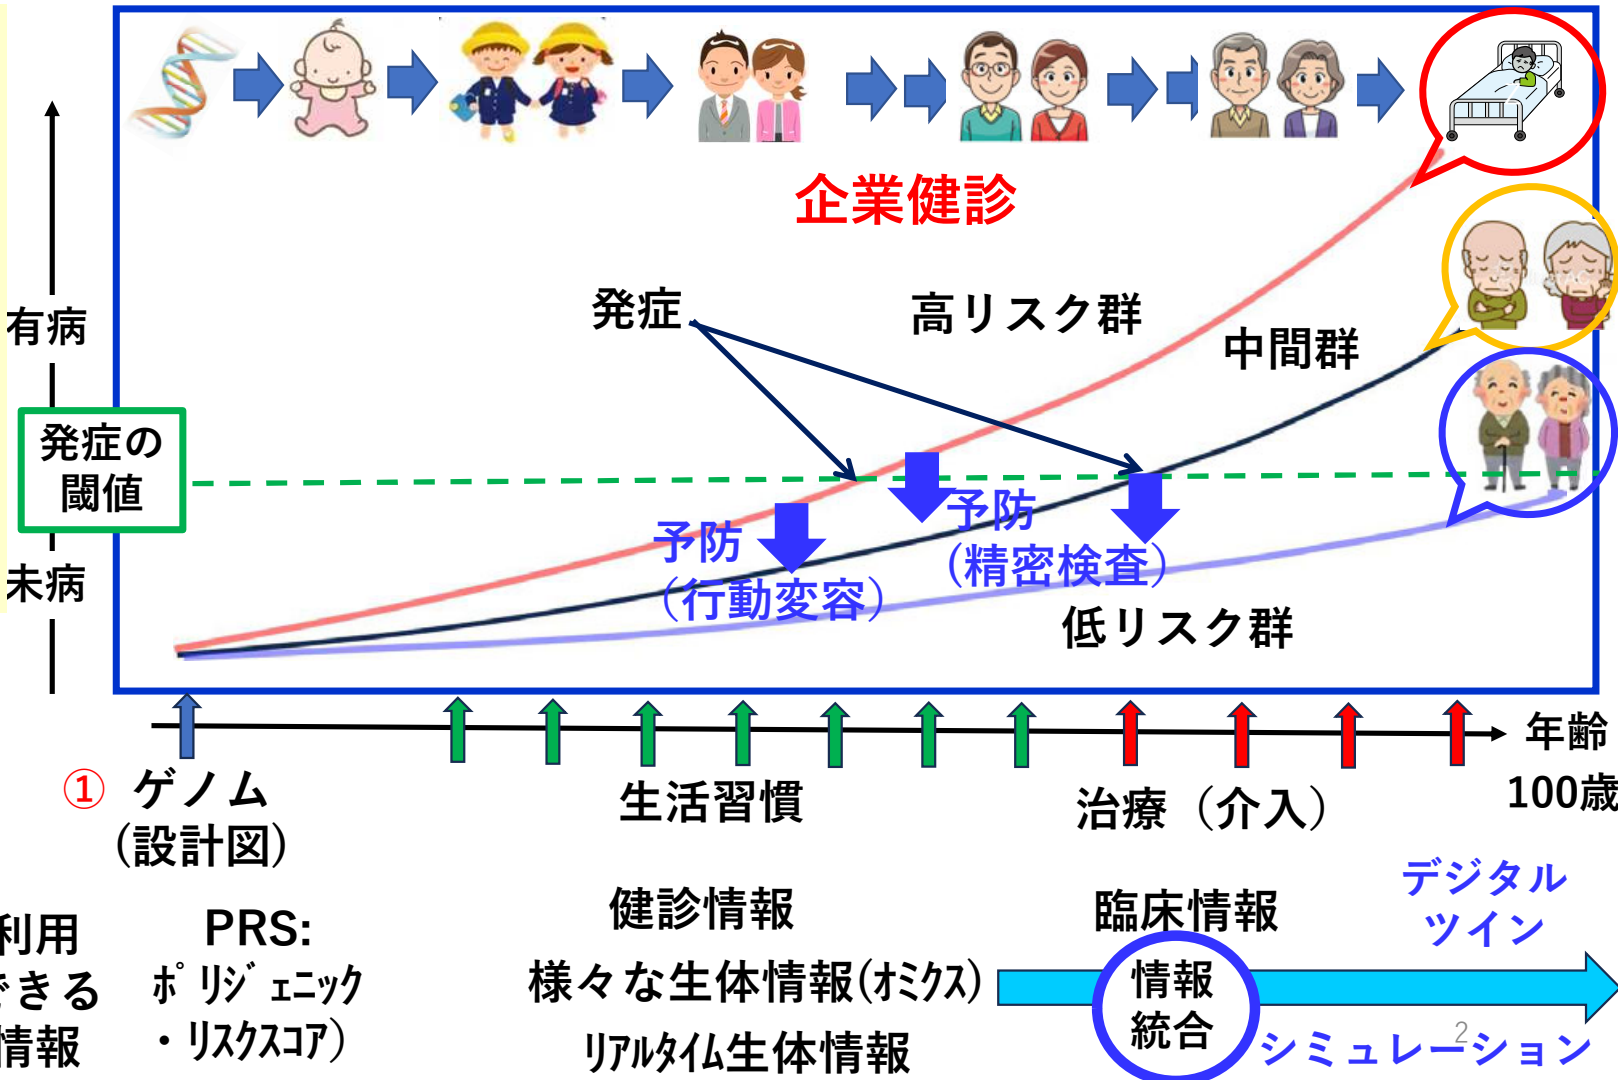 企業健診
発症
高リスク群
中間群
有病
発症の
閾値
未病
予防
（行動変容）
予防
（精密検査）
低リスク群
年齢
100歳
① ゲノム
(設計図)
生活習慣
治療（介入）
利用
できる
情報
PRS:
ﾎﾟﾘｼﾞｪﾆｯｸ
・ﾘｽｸｽｺｱ）
健診情報
様々な生体情報(ｵﾐｸｽ)
ﾘｱﾙﾀｲﾑ生体情報
臨床情報
情報
統合
デジタル
ツイン
シミュレーション
2